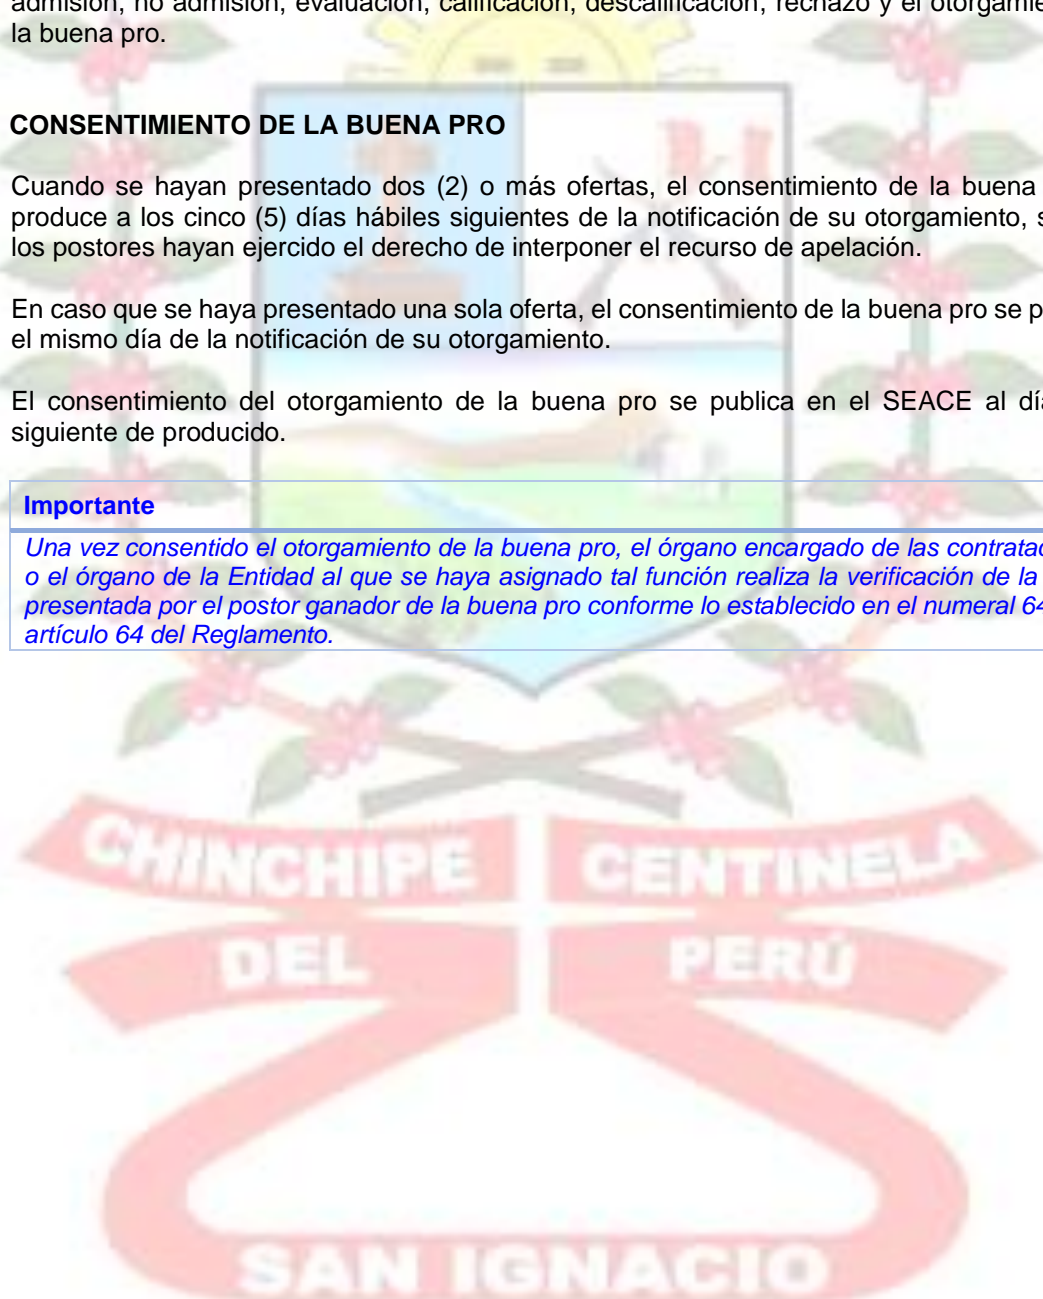 admisión, no admisión, evaluación, calificación, descalificación, rechazo y el otorgamie
la buena pro.
CONSENTIMIENTO DE LA BUENA PRO
Cuando se hayan presentado dos (2) o más ofertas, el consentimiento de la buena
produce a los cinco (5) días hábiles siguientes de la notificación de su otorgamiento, s
los postores hayan ejercido el derecho de interponer el recurso de apelación.
En caso que se haya presentado una sola oferta, el consentimiento de la buena pro se p
el mismo día de la notificación de su otorgamiento.
El consentimiento del otorgamiento de la buena pro se publica en el SEACE al día
siguiente de producido.
Importante
Una vez consentido el otorgamiento de la buena pro, el órgano encargado de las contratac
o el órgano de la Entidad al que se haya asignado tal función realiza la verificación de la
presentada por el postor ganador de la buena pro conforme lo establecido en el numeral 64
artículo 64 del Reglamento.
CHINCHIPE CENTINELA
DEL PERÚ
SAN IGNACIO